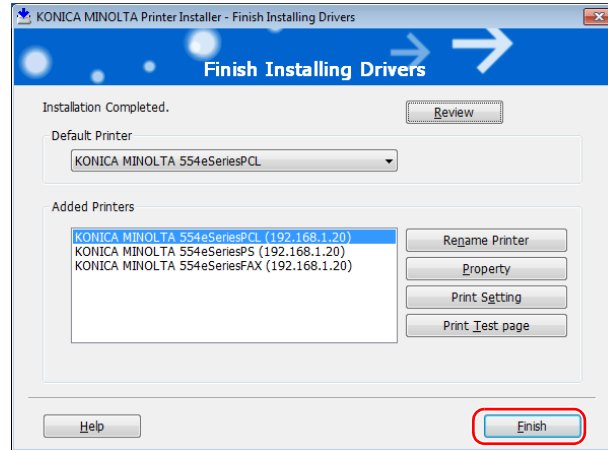 KONICA MINOLTA Printer Installer - Finish Installing Drivers
Finish Installing Drivers
Installation Completed.
Review
Default Printer
KONICA MINOLTA 554eSeriesPCL
Added Printers
KONICA MINOLTA 554eSeriesPCL (192.168.1.20)
KONICA MINOLTA 554eSeriesPS (192.168.1.20)
KONICA MINOLTA 554eSeriesFAX (192.168.1.20)
Rename Printer
Property
Print Setting
Print Test page
Help
Finish